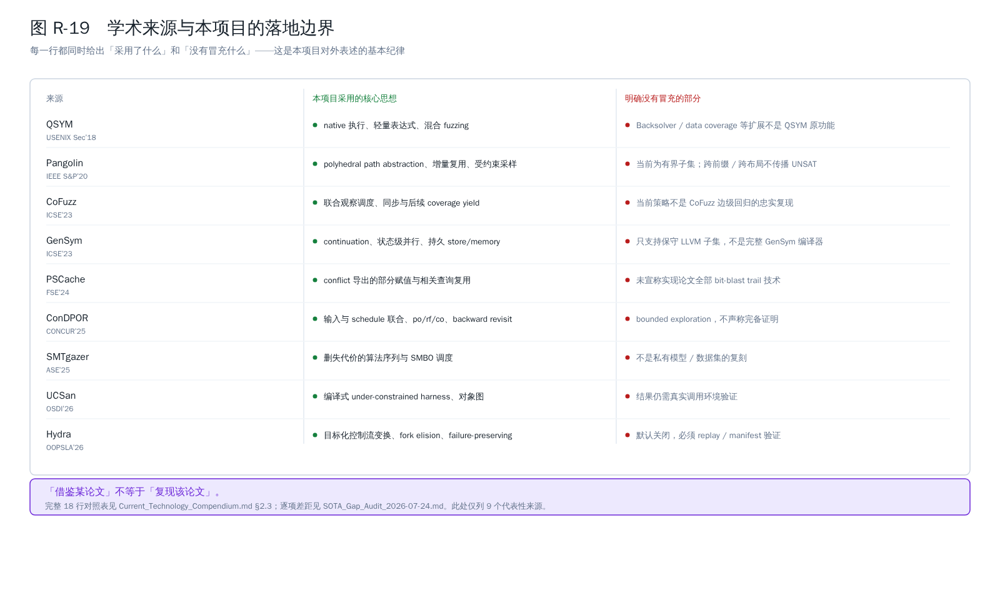 图 R-19　学术来源与本项目的落地边界
每一行都同时给出「采用了什么」和「没有冒充什么」——这是本项目对外表述的基本纪律
来源
本项目采用的核心思想
明确没有冒充的部分
QSYM
USENIX Sec'18
native 执行、轻量表达式、混合 fuzzing
Backsolver / data coverage 等扩展不是 QSYM 原功能
Pangolin
IEEE S&P'20
polyhedral path abstraction、增量复用、受约束采样
当前为有界子集；跨前缀 / 跨布局不传播 UNSAT
CoFuzz
ICSE'23
联合观察调度、同步与后续 coverage yield
当前策略不是 CoFuzz 边级回归的忠实复现
GenSym
ICSE'23
continuation、状态级并行、持久 store/memory
只支持保守 LLVM 子集，不是完整 GenSym 编译器
PSCache
FSE'24
conflict 导出的部分赋值与相关查询复用
未宣称实现论文全部 bit-blast trail 技术
ConDPOR
CONCUR'25
输入与 schedule 联合、po/rf/co、backward revisit
bounded exploration，不声称完备证明
SMTgazer
ASE'25
删失代价的算法序列与 SMBO 调度
不是私有模型 / 数据集的复刻
UCSan
OSDI'26
编译式 under-constrained harness、对象图
结果仍需真实调用环境验证
Hydra
OOPSLA'26
目标化控制流变换、fork elision、failure-preserving
默认关闭，必须 replay / manifest 验证
「借鉴某论文」不等于「复现该论文」。
完整 18 行对照表见 Current_Technology_Compendium.md §2.3；逐项差距见 SOTA_Gap_Audit_2026-07-24.md。此处仅列 9 个代表性来源。